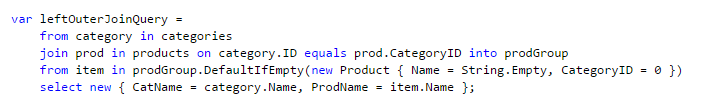 var leftOuterJoinQuery =
    from category in categories
    join prod in products on category.ID equals prod.CategoryID into prodGroup
    from item in prodGroup.DefaultIfEmpty(new Product { Name = String.Empty, CategoryID = 0 })
    select new { CatName = category.Name, ProdName = item.Name };